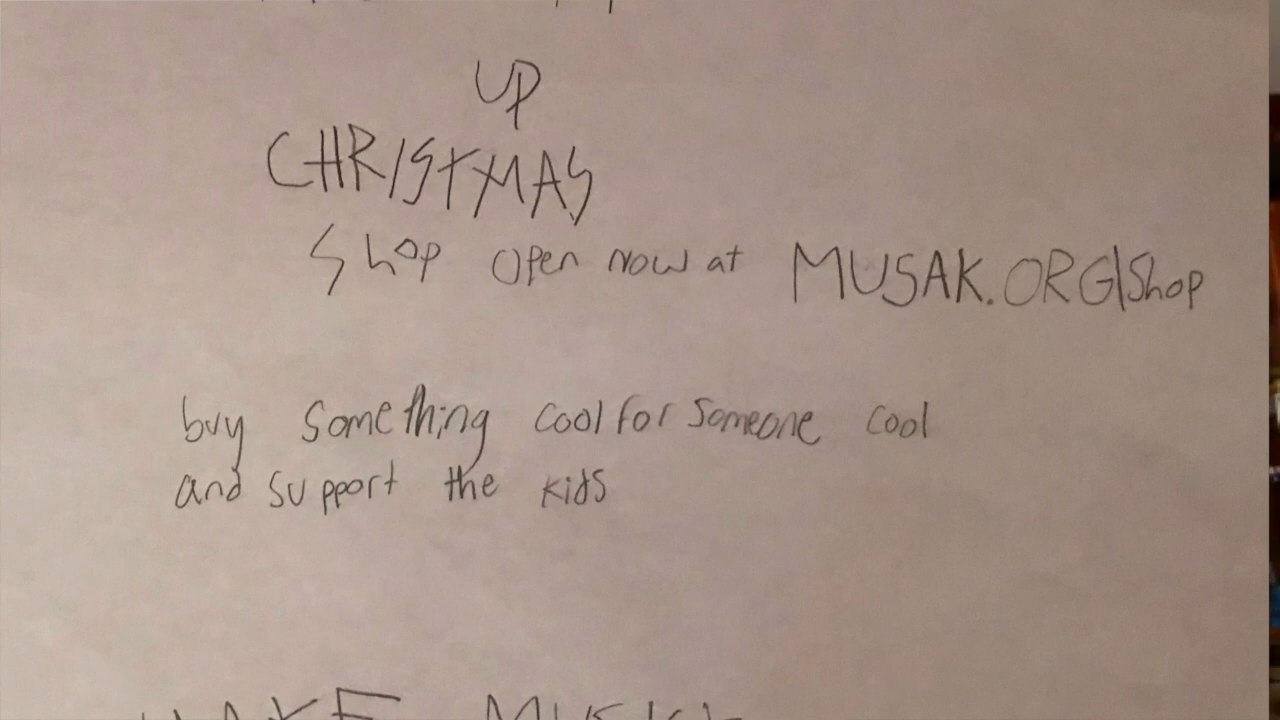 UP
CHRISTMAS
Shop open now at MUSAK.ORG\Shop
buy something cool for someone cool
and support the kids